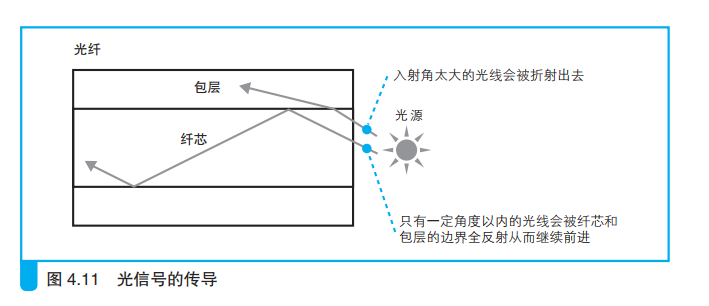 光纤
包层
入射角太大的光线会被折射出去
光源
纤芯
只有一定角度以内的光线会被纤芯和
包层的边界全反射从而继续前进
图 4.11 光信号的传导